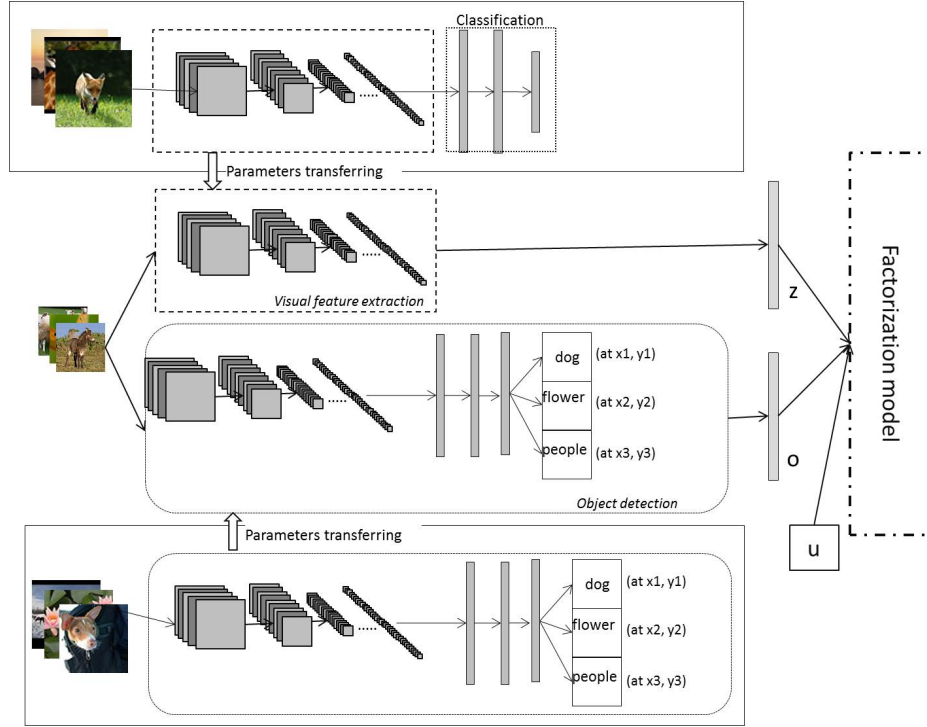 Classification
.....
Parameters transferring
.....
Visual feature extraction
z
.....
dog (at x1, y1)
flower (at x2, y2)
people (at x3, y3)
o
Object detection
Factorization model
u
Parameters transferring
.....
dog (at x1, y1)
flower (at x2, y2)
people (at x3, y3)